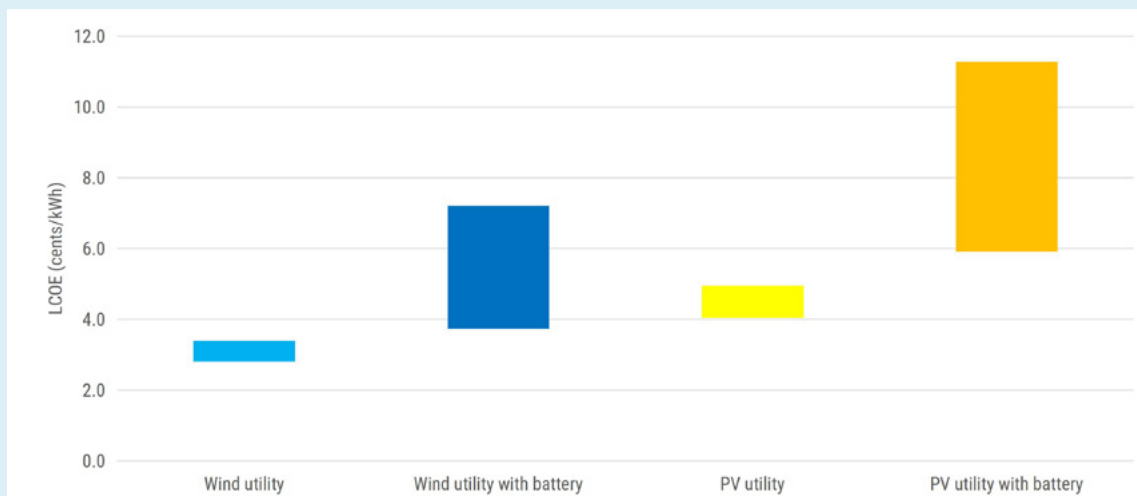 12.0
10.0
8.0
6.0
4.0
2.0
0.0
LCOE (cents/kWh)
Wind utility
Wind utility with battery
PV utility
PV utility with battery